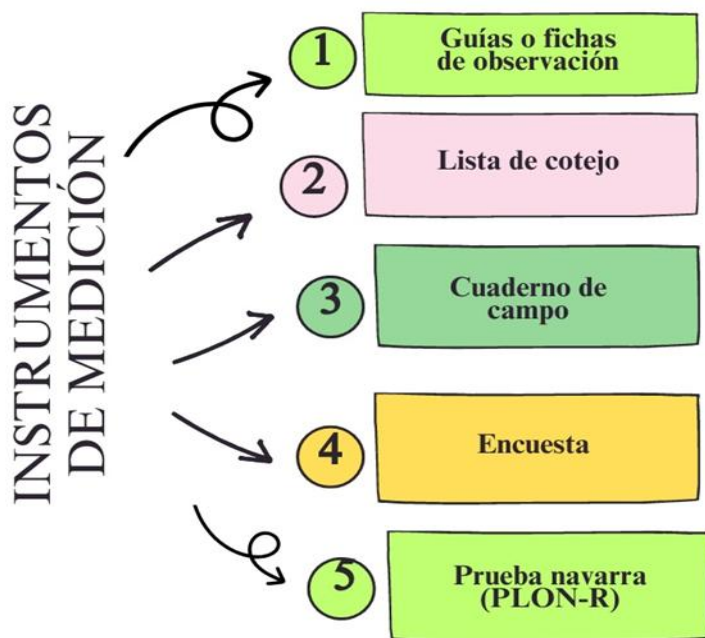 INSTRUMENTOS
DE MEDICIÓN
1
Guías o fichas
de observación
2
Lista de cotejo
3
Cuaderno de
campo
4
Encuesta
5
Prueba navarra
(PLON-R)